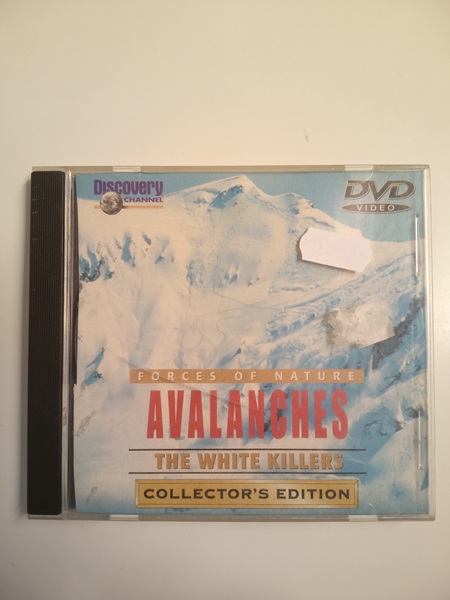 Discovery
CHANNEL
DVD
VIDEO
FORCES OF NATURE
AVALANCHES
THE WHITE KILLERS
COLLECTOR'S EDITION